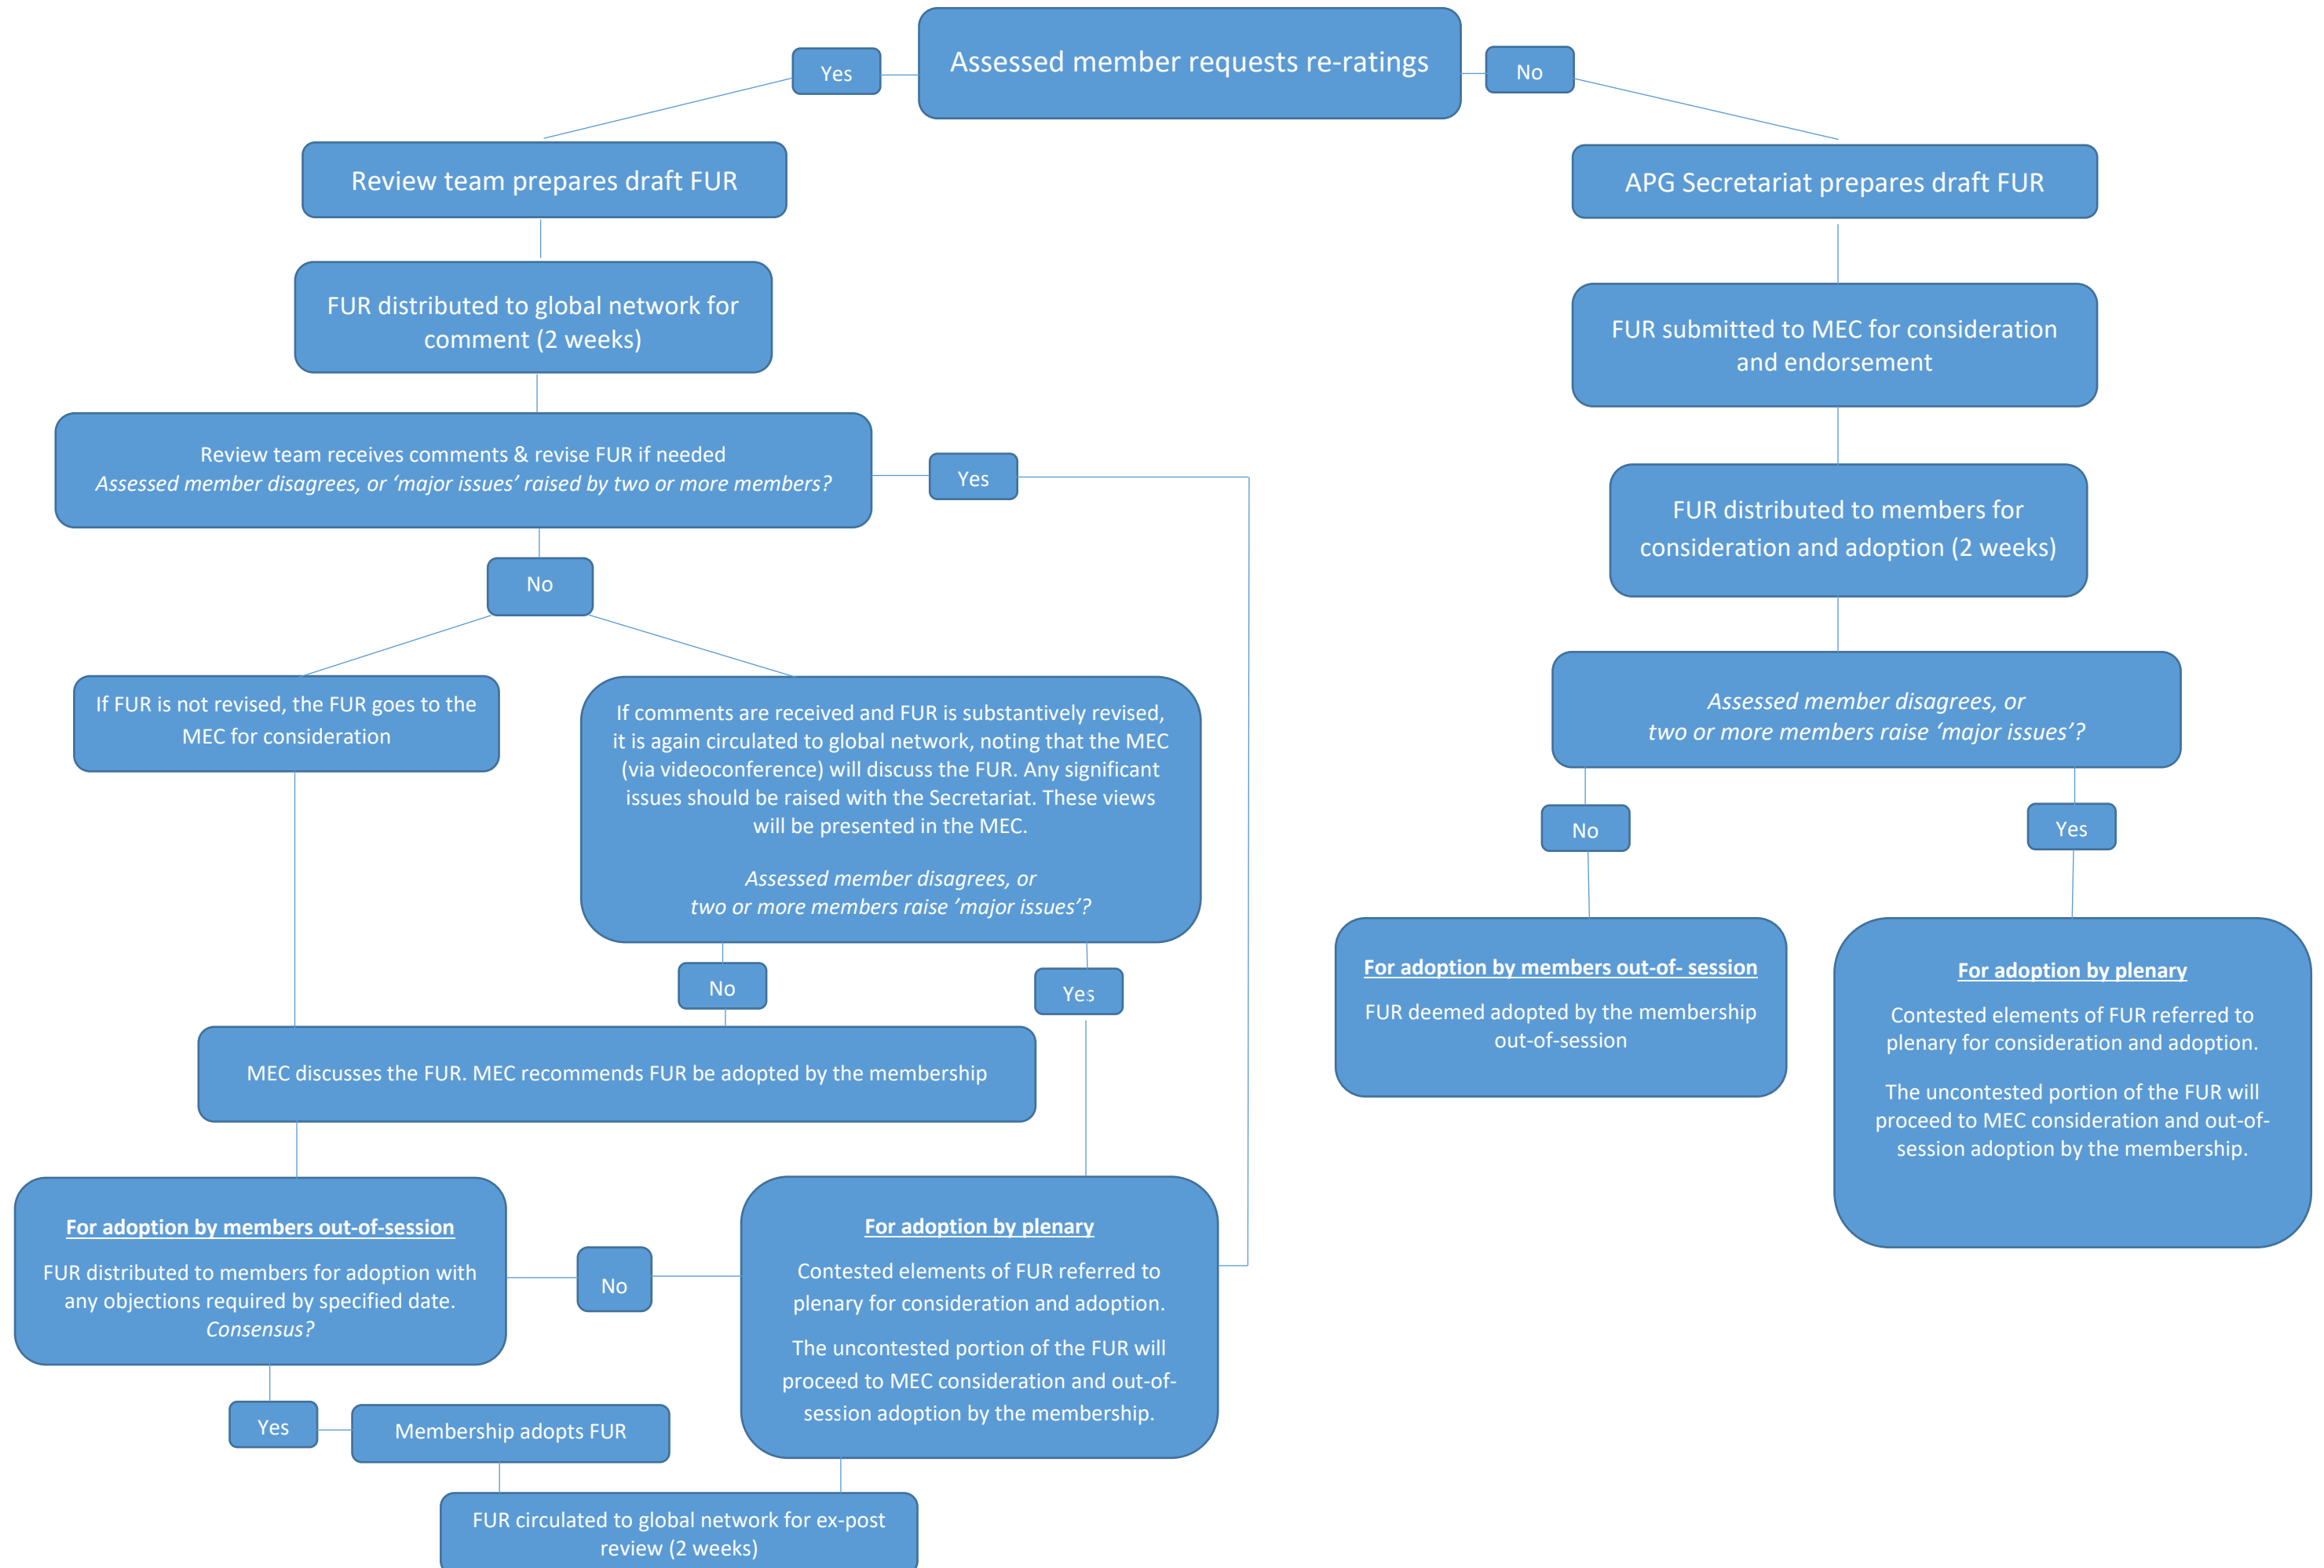 Assessed member requests re-ratings
Yes
No
Review team prepares draft FUR
FUR distributed to global network for
comment (2 weeks)
Review team receives comments & revise FUR if needed
Assessed member disagrees, or ‘major issues’ raised by two or more members?
Yes
No
If FUR is not revised, the FUR goes to the
MEC for consideration
If comments are received and FUR is substantively revised,
it is again circulated to global network, noting that the MEC
(via videoconference) will discuss the FUR. Any significant
issues should be raised with the Secretariat. These views
will be presented in the MEC.
Assessed member disagrees, or
two or more members raise ‘major issues’?
No
Yes
MEC discusses the FUR. MEC recommends FUR be adopted by the membership
For adoption by members out-of-session
FUR distributed to members for adoption with
any objections required by specified date.
Consensus?
No
For adoption by plenary
Contested elements of FUR referred to
plenary for consideration and adoption.
The uncontested portion of the FUR will
proceed to MEC consideration and out-of-
session adoption by the membership.
Yes
Membership adopts FUR
FUR circulated to global network for ex-post
review (2 weeks)
APG Secretariat prepares draft FUR
FUR submitted to MEC for consideration
and endorsement
FUR distributed to members for
consideration and adoption (2 weeks)
Assessed member disagrees, or
two or more members raise ‘major issues’?
No
Yes
For adoption by members out-of- session
FUR deemed adopted by the membership
out-of-session
For adoption by plenary
Contested elements of FUR referred to
plenary for consideration and adoption.
The uncontested portion of the FUR will
proceed to MEC consideration and out-of-
session adoption by the membership.